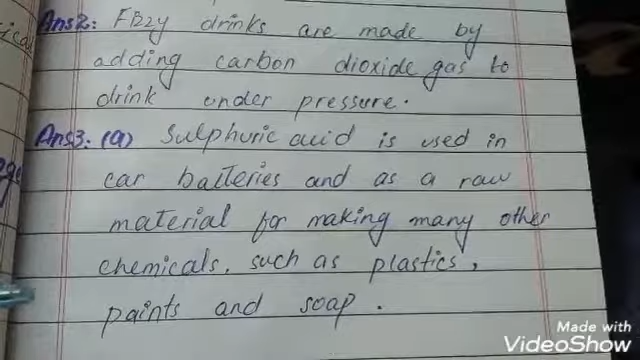 ical
Ans2: Fizzy drinks are made by
adding carbon dioxide gas to
drink under pressure.
Ans3. (a) Sulphuric acid is used in
car batteries and as a raw
material for making many other
chemicals, such as plastics,
paints and soap.
Made with
VideoShow